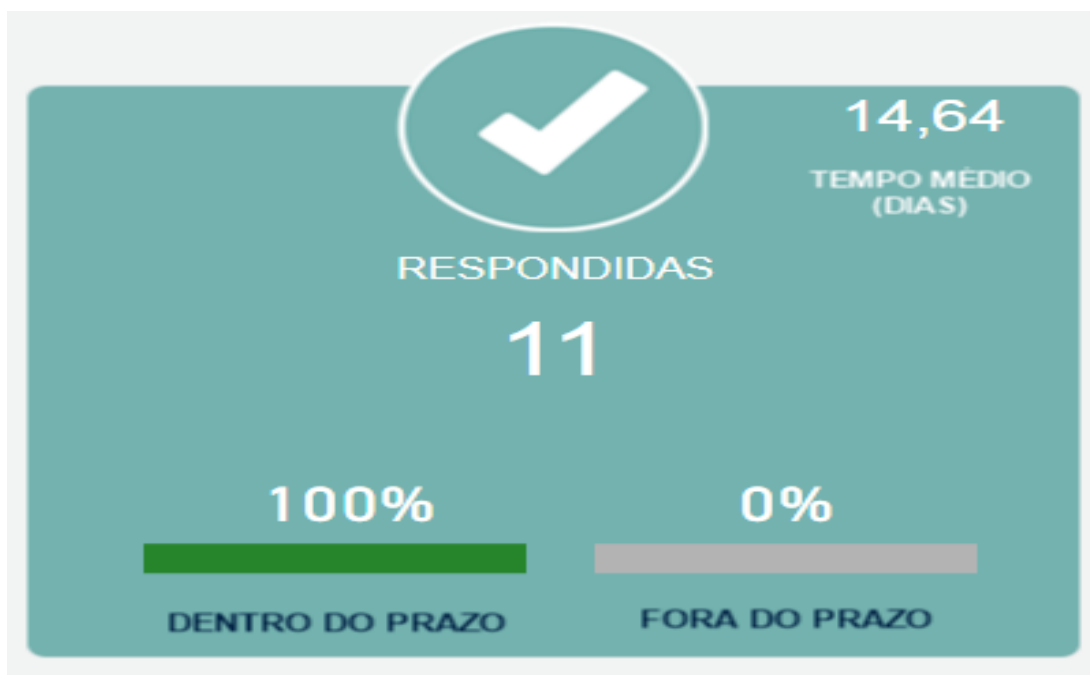 14,64
TEMPO MÉDIO
(DIAS)
RESPONDIDAS
11
100%
0%
DENTRO DO PRAZO
FORA DO PRAZO